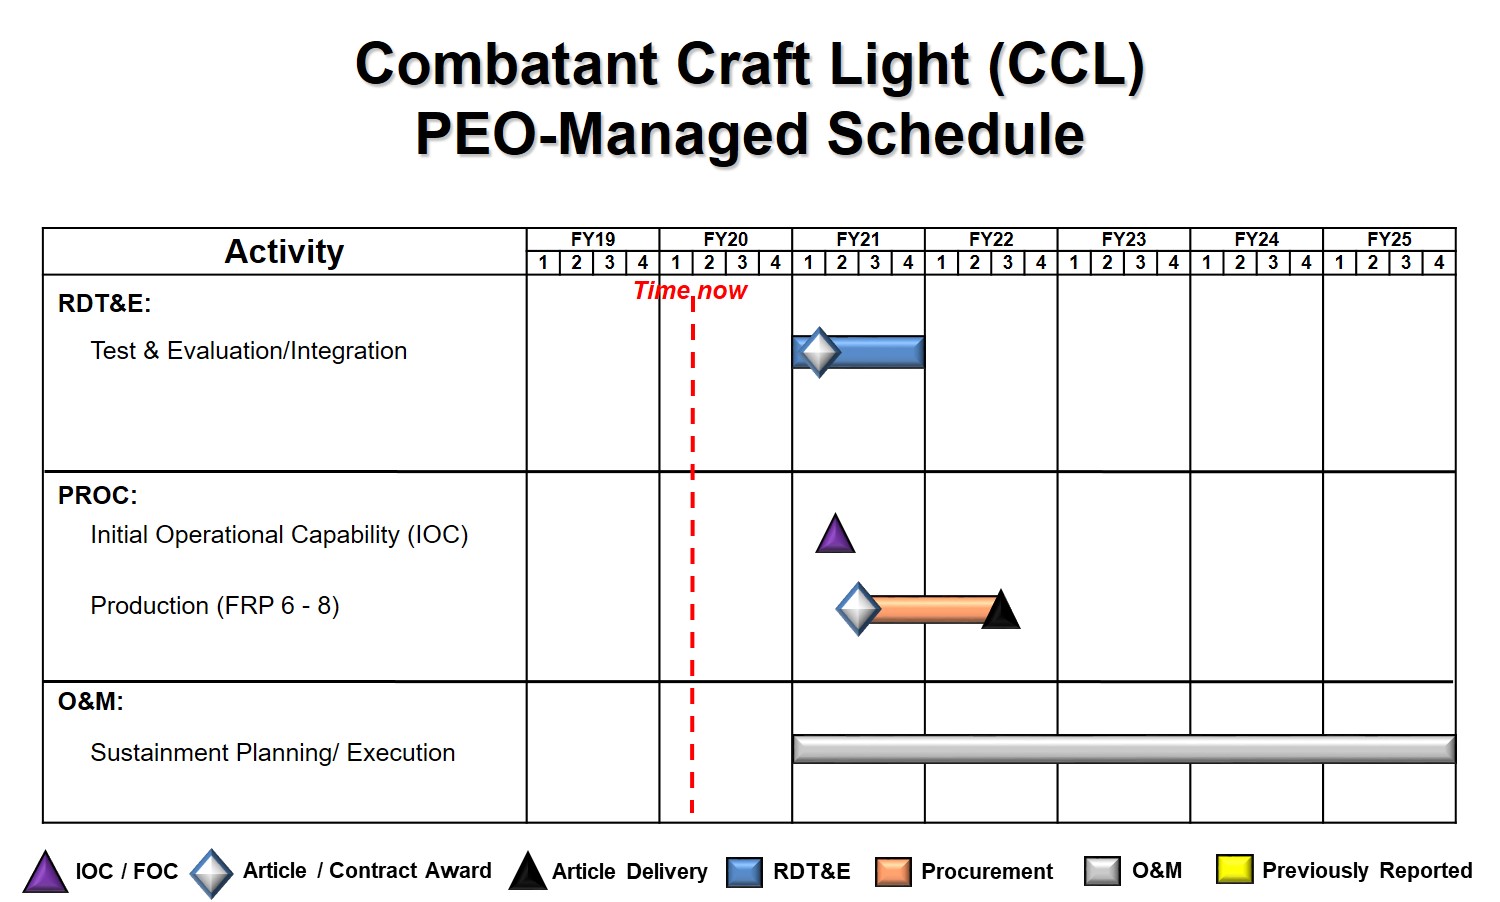 Combatant Craft Light (CCL)
PEO-Managed Schedule
Activity
FY19 FY20 FY21 FY22 FY23 FY24 FY25
1 2 3 4 1 2 3 4 1 2 3 4 1 2 3 4 1 2 3 4 1 2 3 4 1 2 3 4
Time now
RDT&E:
Test & Evaluation/Integration
PROC:
Initial Operational Capability (IOC)
Production (FRP 6 - 8)
O&M:
Sustainment Planning/ Execution
IOC / FOC Article / Contract Award Article Delivery RDT&E Procurement O&M Previously Reported